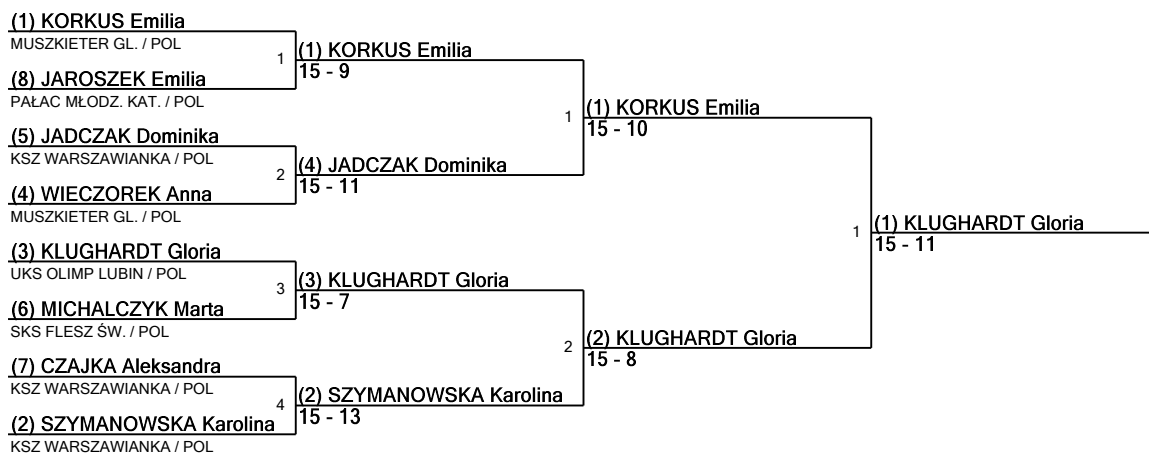 (1) KORKUS Emilia
MUSZKIETER GL. / POL
(8) JAROSZEK Emilia
PAŁAC MŁODZ. KAT. / POL
(5) JADCZAK Dominika
KSZ WARSZAWIANKA / POL
(4) WIECZOREK Anna
MUSZKIETER GL. / POL
(3) KLUGHARDT Gloria
UKS OLIMP LUBIN / POL
(6) MICHALCZYK Marta
SKS FLESZ ŚW. / POL
(7) CZAJKA Aleksandra
KSZ WARSZAWIANKA / POL
(2) SZYMANOWSKA Karolina
KSZ WARSZAWIANKA / POL
1
(1) KORKUS Emilia
15 - 9
2
(4) JADCZAK Dominika
15 - 11
3
(3) KLUGHARDT Gloria
15 - 7
4
(2) SZYMANOWSKA Karolina
15 - 13
1
(1) KORKUS Emilia
15 - 10
2
(2) KLUGHARDT Gloria
15 - 8
1
(1) KLUGHARDT Gloria
15 - 11